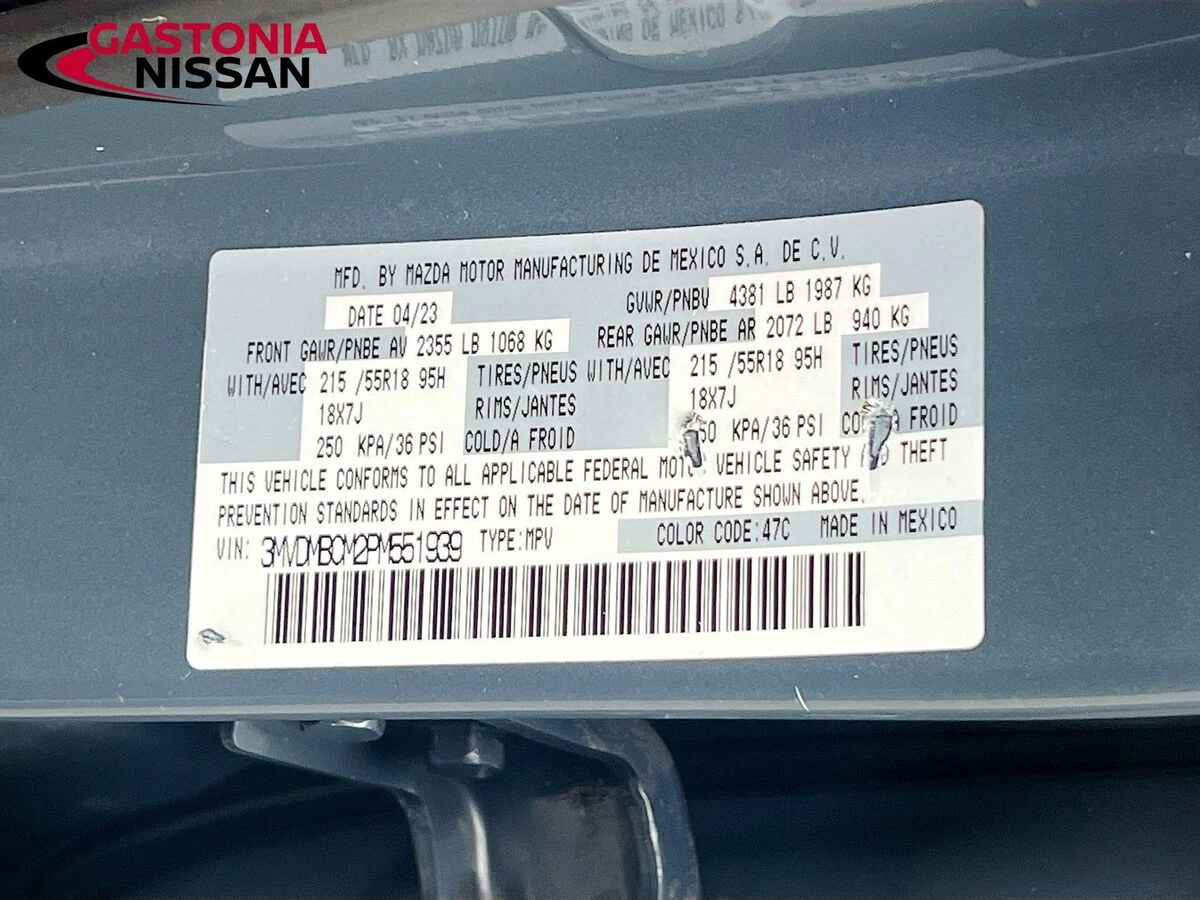 GASTONIA
NISSAN
MFD. BY MAZDA MOTOR MANUFACTURING DE MEXICO S.A. DE C.V.
DATE 04/23 GVWR/PNBV 4381 LB 1987 KG
FRONT GAWR/PNBE AV 2355 LB 1068 KG REAR GAWR/PNBE AR 2072 LB 940 KG
WITH/AVEC 215 /55R18 95H TIRES/PNEUS WITH/AVEC 215 /55R18 95H TIRES/PNEUS
18X7J RIMS/JANTES 18X7J RIMS/JANTES
250 KPA/36 PSI COLD/A FROID KPA/36 PSI FROID
THIS VEHICLE CONFORMS TO ALL APPLICABLE FEDERAL VEHICLE SAFETY THEFT
PREVENTION STANDARDS IN EFFECT ON THE DATE OF MANUFACTURE SHOWN ABOVE.
VIN: 3MVDMBCM2PM551939 TYPE:MPV COLOR CODE:47C MADE IN MEXICO